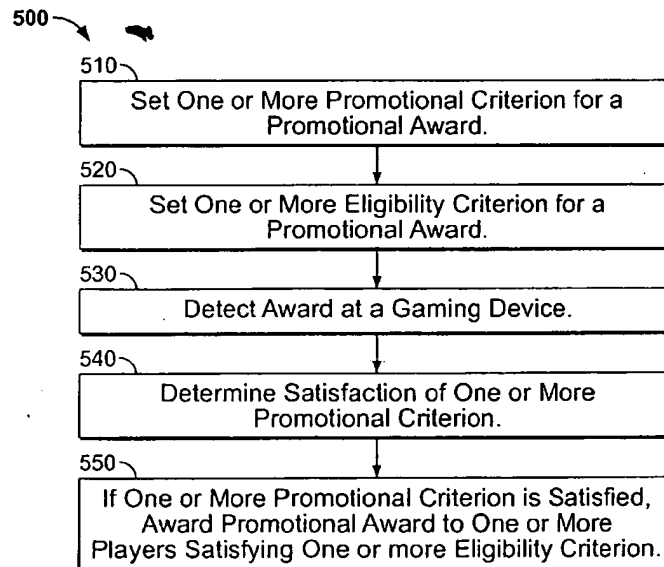 500
510
Set One or More Promotional Criterion for a
Promotional Award.
520
Set One or More Eligibility Criterion for a
Promotional Award.
530
Detect Award at a Gaming Device.
540
Determine Satisfaction of One or More
Promotional Criterion.
550
If One or More Promotional Criterion is Satisfied,
Award Promotional Award to One or More
Players Satisfying One or more Eligibility Criterion.